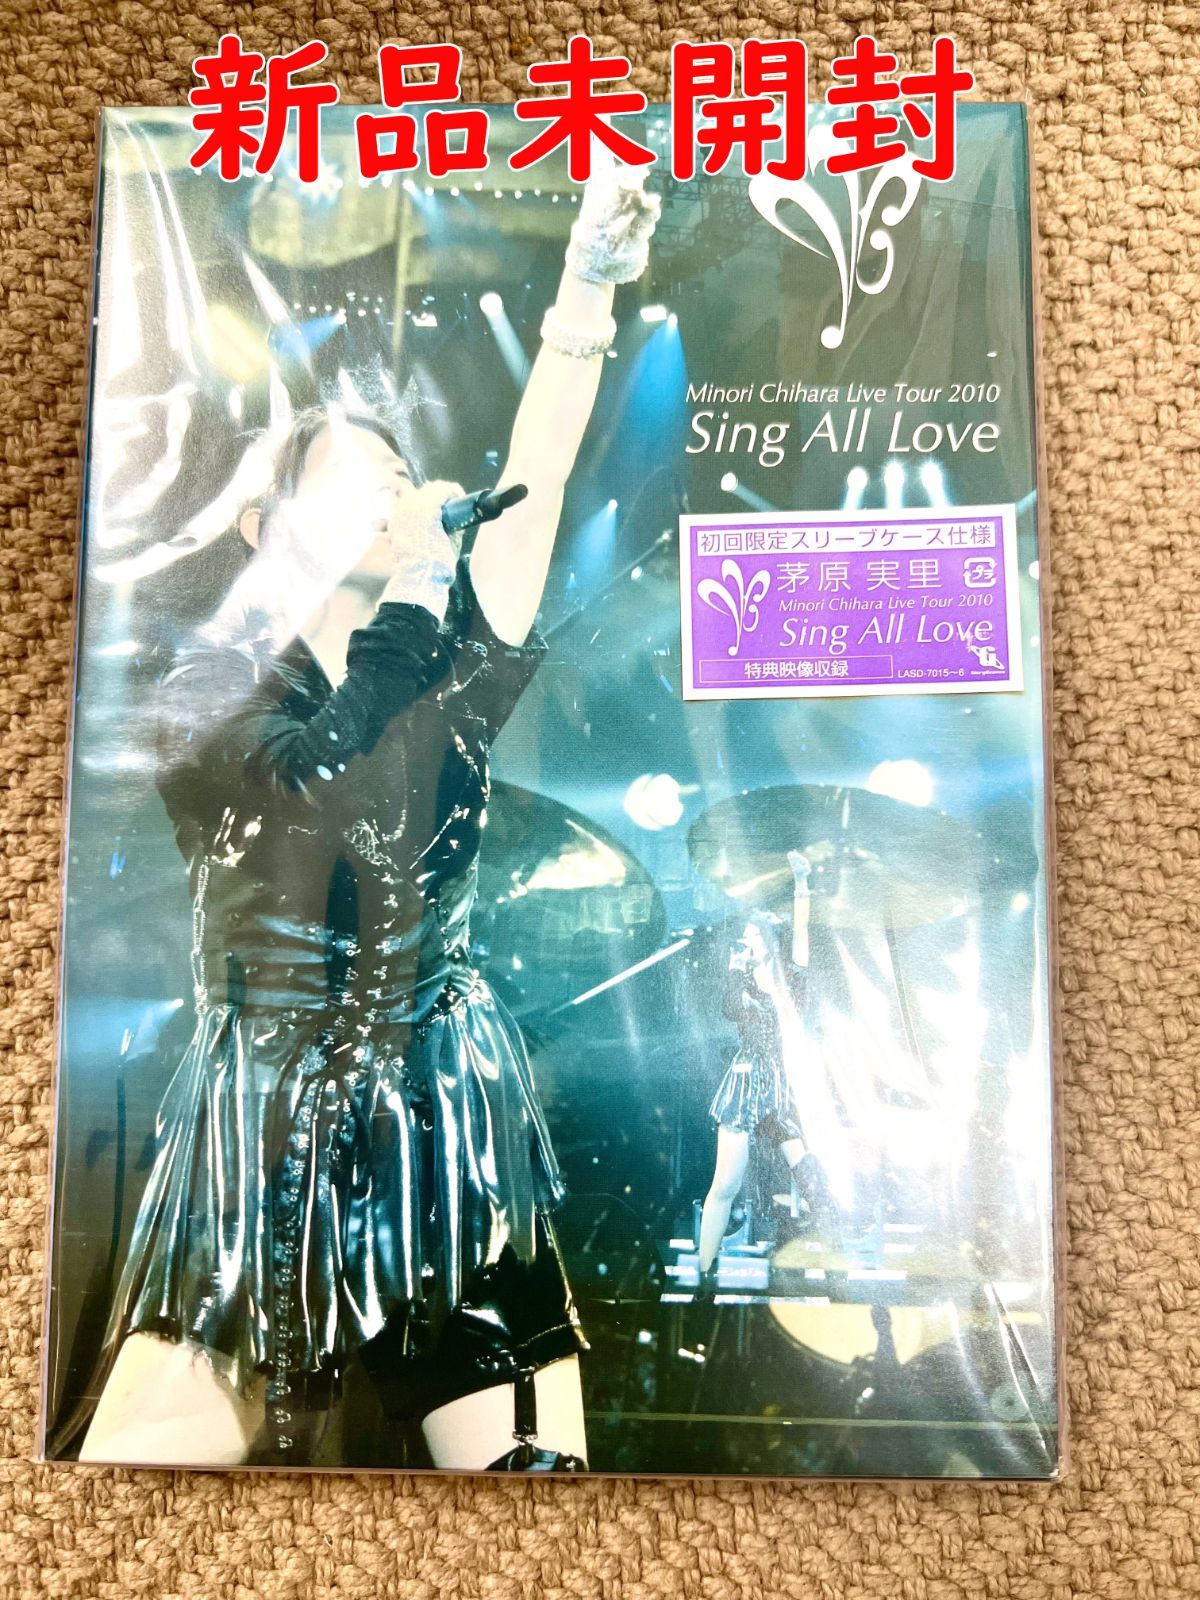 新品未開封
Minori Chihara Live Tour 2010
Sing All Love
初回限定スリーブケース仕様
茅原 実里
プラ
Minori Chihara Live Tour 2010
Sing All Love
特典映像収録
LASD-7015～6